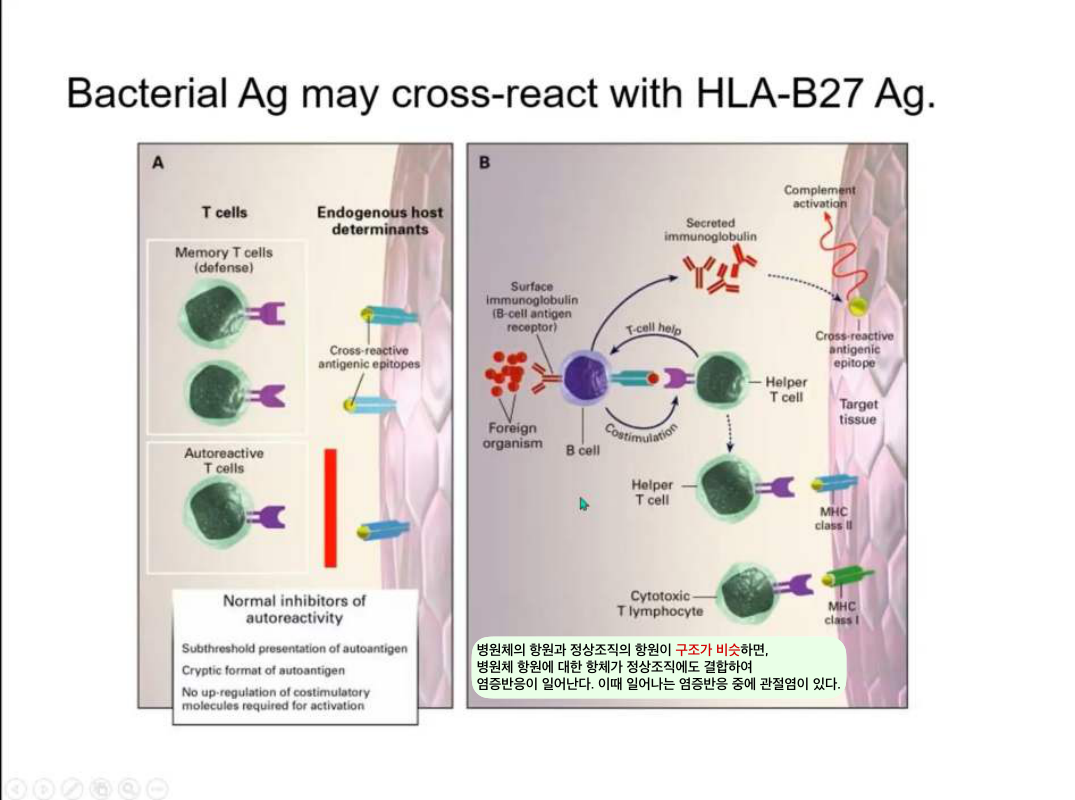 Bacterial Ag may cross-react with HLA-B27 Ag.
A
T cells
Endogenous host
determinants
Memory T cells
(defense)
Cross-reactive
antigenic epitopes
Autoreactive
T cells
Normal inhibitors of
autoreactivity
Subthreshold presentation of autoantigen
Cryptic format of autoantigen
No up-regulation of costimulatory
molecules required for activation
B
Complement
activation
Secreted
immunoglobulin
Surface
immunoglobulin
(B-cell antigen
receptor)
T-cell help
Cross-reactive
antigenic
epitope
Helper
T cell
Target
tissue
Foreign
organism
B cell
Costimulation
Helper
T cell
MHC
class II
Cytotoxic
T lymphocyte
MHC
class I
병원체의 항원과 정상조직의 항원이 구조가 비슷하면,
병원체 항원에 대한 항체가 정상조직에도 결합하여
염증반응이 일어난다. 이때 일어나는 염증반응 중에 관절염이 있다.